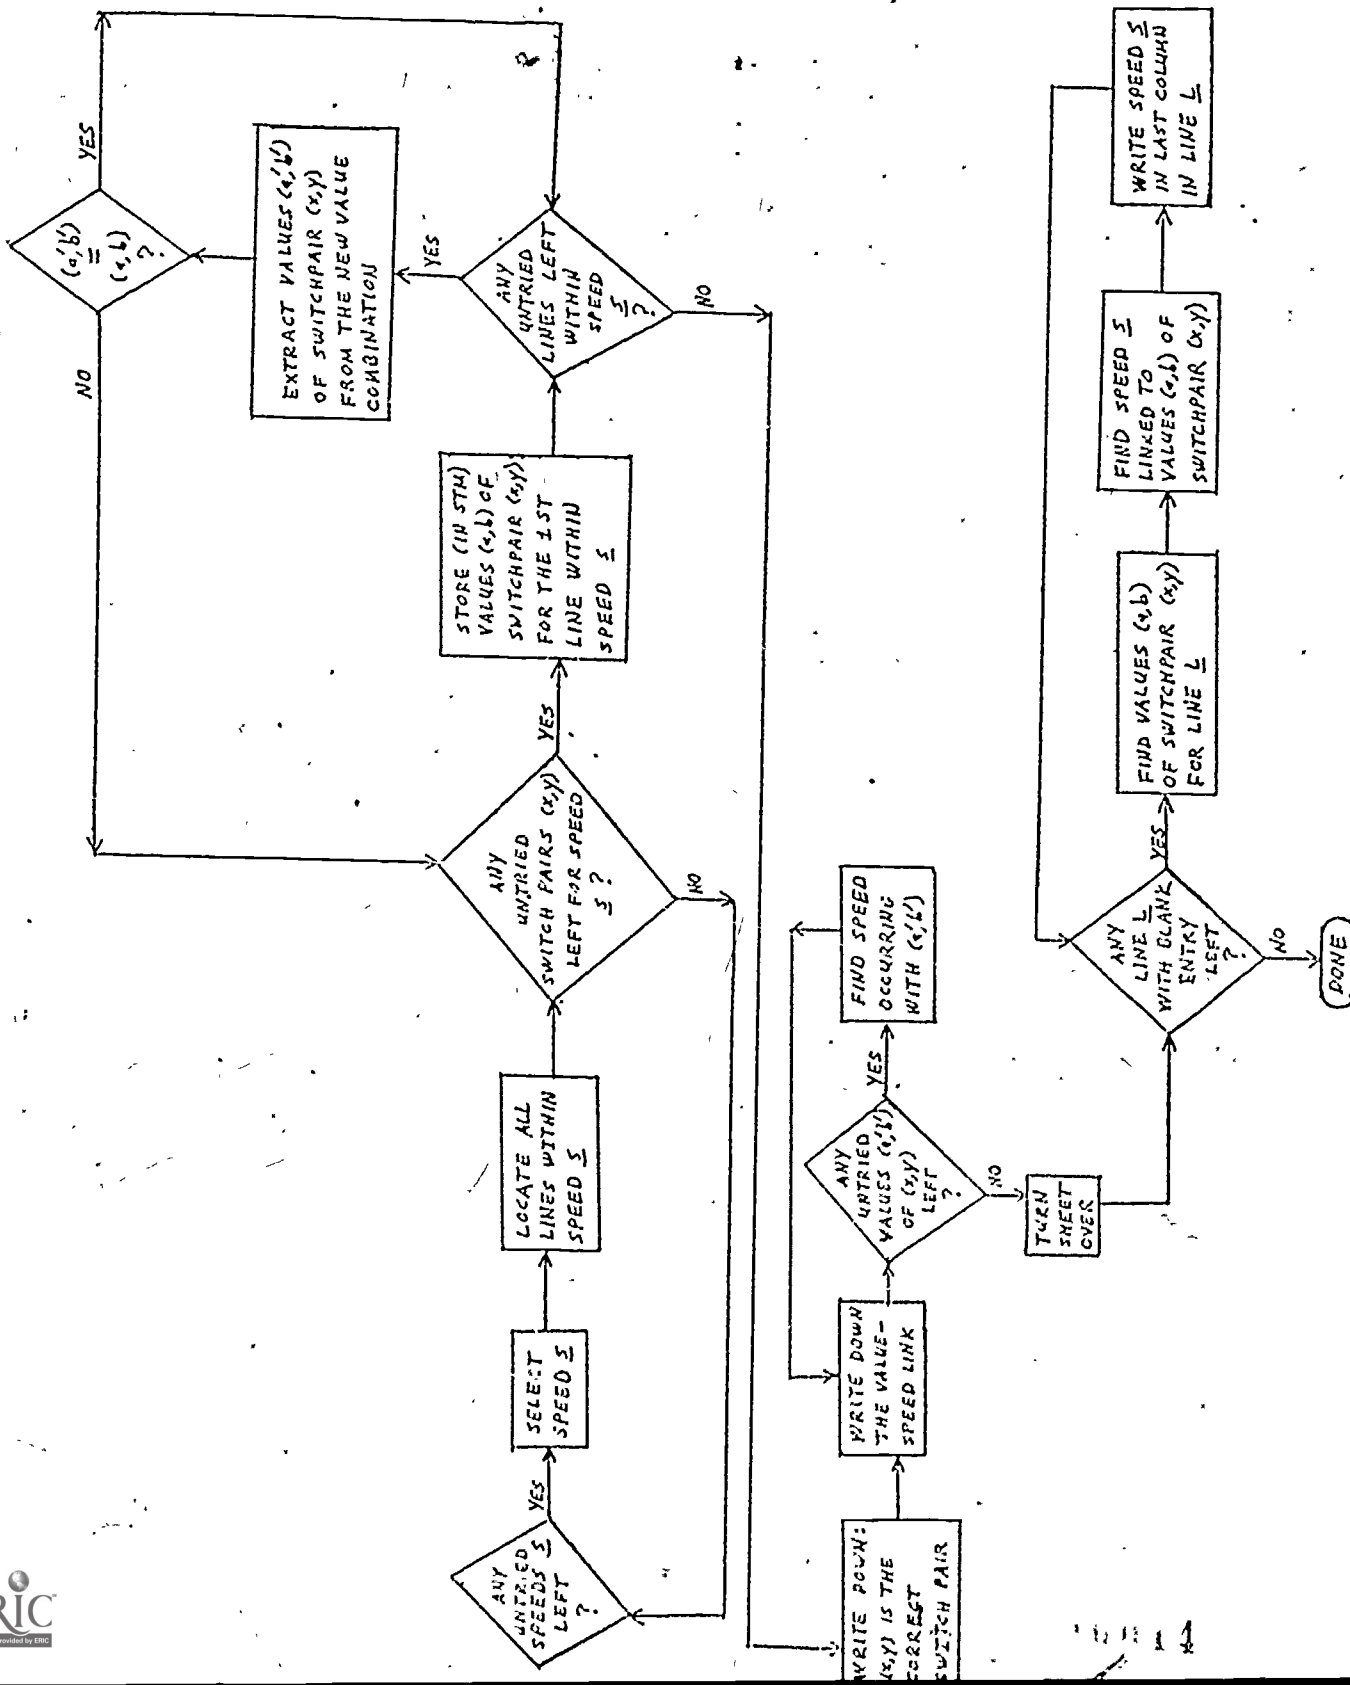 ANY
UNTRIED
SPEEDS S
LEFT
?
YES
SELECT
SPEED S
LOCATE ALL
LINES WITHIN
SPEED S
ANY
UNTRIED
SWITCH PAIRS (x,y)
LEFT FOR SPEED
S ?
YES
NO
STORE (IN STM)
VALUES (a,b) OF
SWITCHPAIR (x,y)
FOR THE 1ST
LINE WITHIN
SPEED S
ANY
UNTRIED
LINES LEFT
WITHIN
SPEED
S
?
YES
NO
EXTRACT VALUES (a',b')
OF SWITCHPAIR (x,y)
FROM THE NEW VALUE
COMBINATION
(a',b')
=
(a,b)
?
YES
NO
WRITE DOWN:
(x,y) IS THE
CORRECT
SWITCH PAIR
WRITE DOWN
THE VALUE-
SPEED LINK
ANY
UNTRIED
VALUES (a',b')
OF (x,y)
LEFT
?
YES
NO
FIND SPEED
OCCURRING
WITH (a',b')
TURN
SHEET
OVER
ANY
LINE L
WITH BLANK
ENTRY
LEFT
?
YES
NO
DONE
FIND VALUES (a,b)
OF SWITCHPAIR (x,y)
FOR LINE L
FIND SPEED S
LINKED TO
VALUES (a,b) OF
SWITCHPAIR (x,y)
WRITE SPEED S
IN LAST COLUMN
IN LINE L
RIC
Provided by ERIC